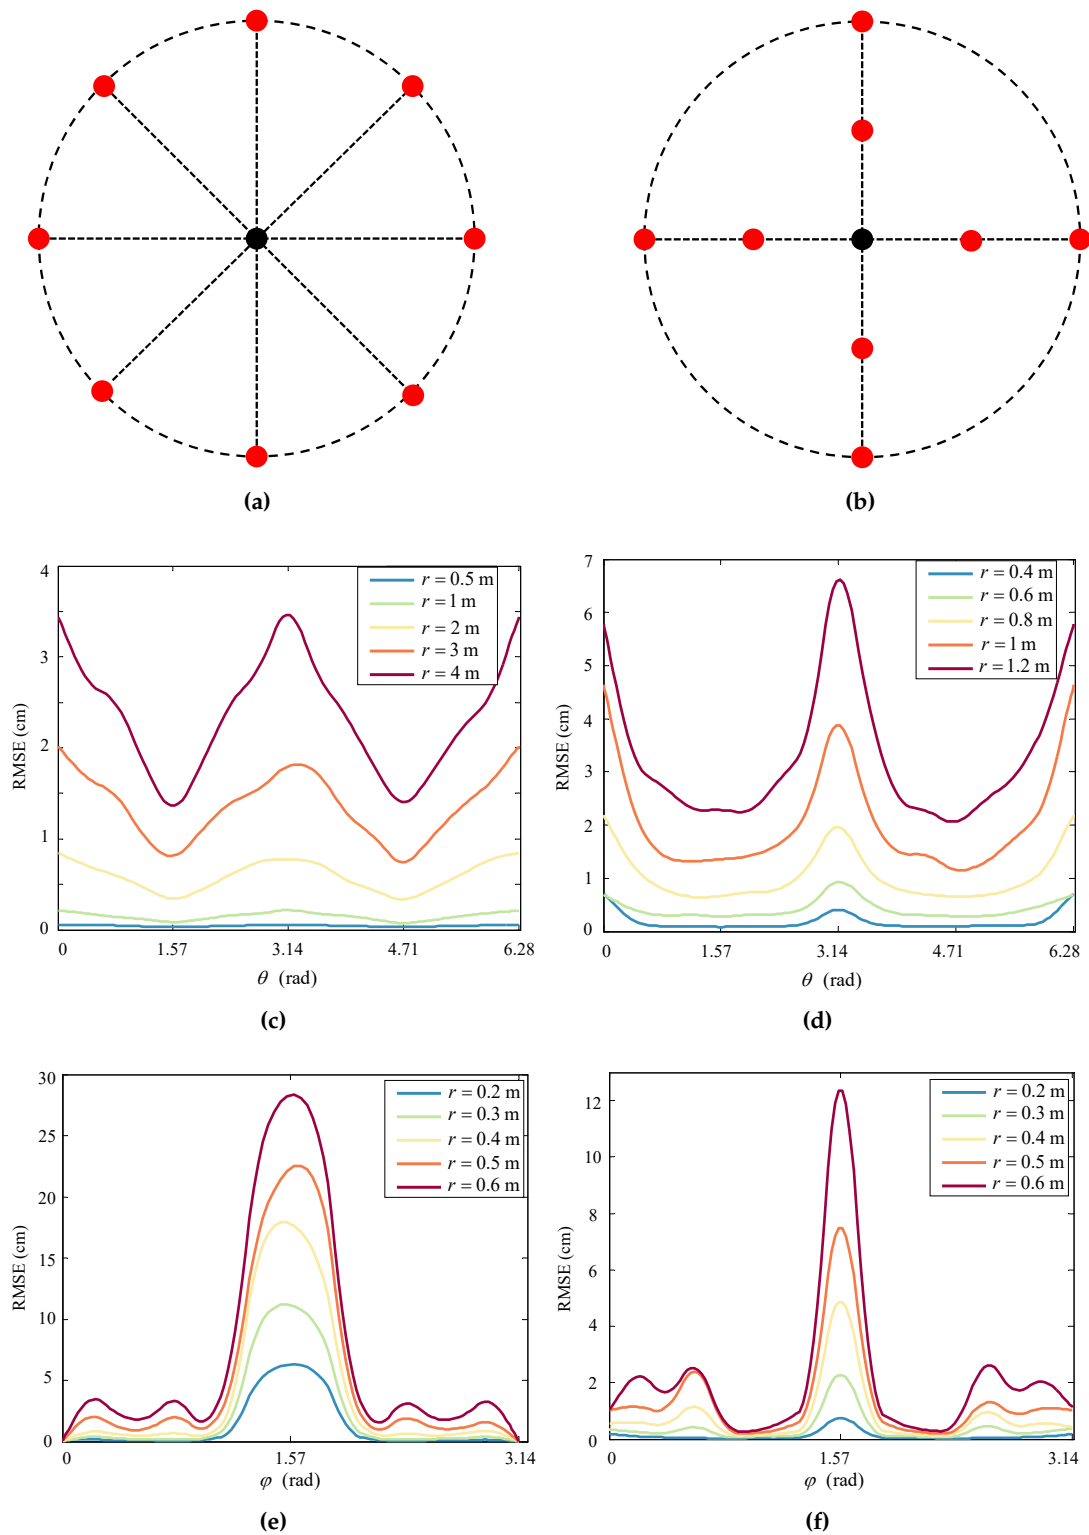 (a)
(b)
4
3
2
1
0
RMSE (cm)
r = 0.5 m
r = 1 m
r = 2 m
r = 3 m
r = 4 m
0 1.57 3.14 4.71 6.28
θ (rad)
(c)
7
6
5
4
3
2
1
0
RMSE (cm)
r = 0.4 m
r = 0.6 m
r = 0.8 m
r = 1 m
r = 1.2 m
0 1.57 3.14 4.71 6.28
θ (rad)
(d)
30
25
20
15
10
5
0
RMSE (cm)
r = 0.2 m
r = 0.3 m
r = 0.4 m
r = 0.5 m
r = 0.6 m
0 1.57 3.14
φ (rad)
(e)
12
10
8
6
4
2
0
RMSE (cm)
r = 0.2 m
r = 0.3 m
r = 0.4 m
r = 0.5 m
r = 0.6 m
0 1.57 3.14
φ (rad)
(f)